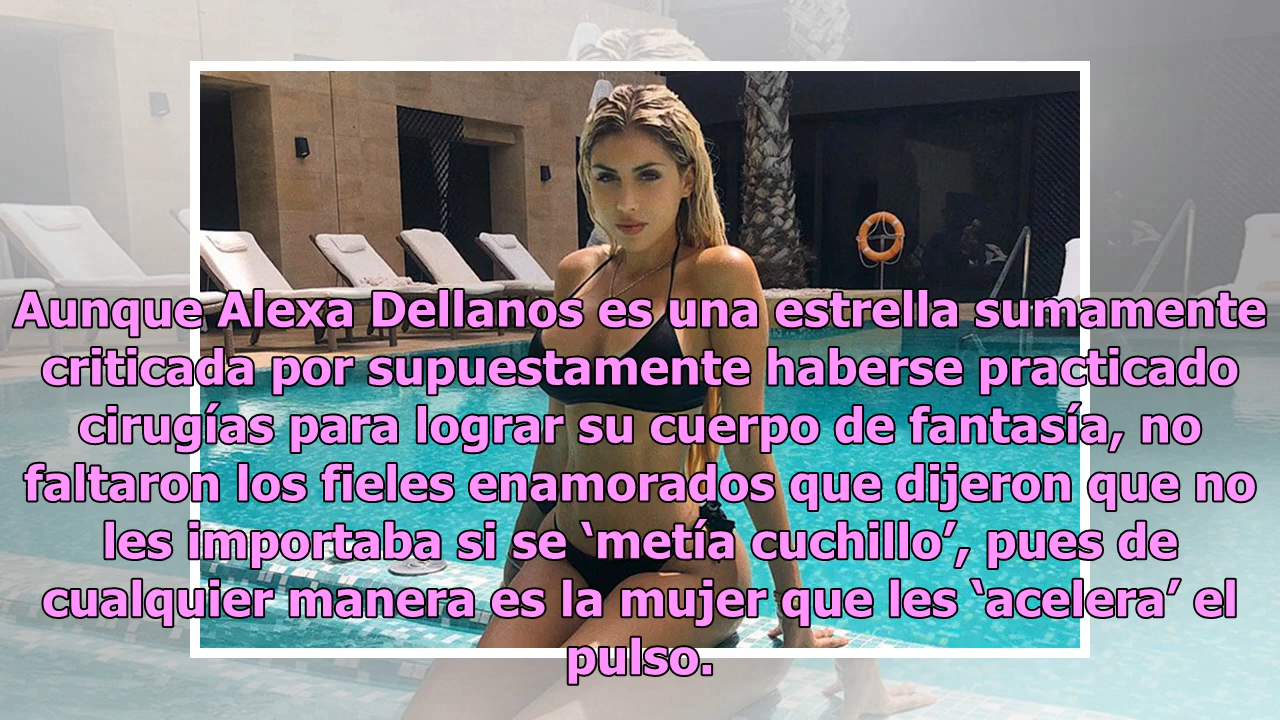 Aunque Alexa Dellanos es una estrella sumamente
criticada por supuestamente haberse practicado
cirugías para lograr su cuerpo de fantasía, no
faltaron los fieles enamorados que dijeron que no
les importaba si se ‘metía cuchillo’, pues de
cualquier manera es la mujer que les ‘acelera’ el
pulso.